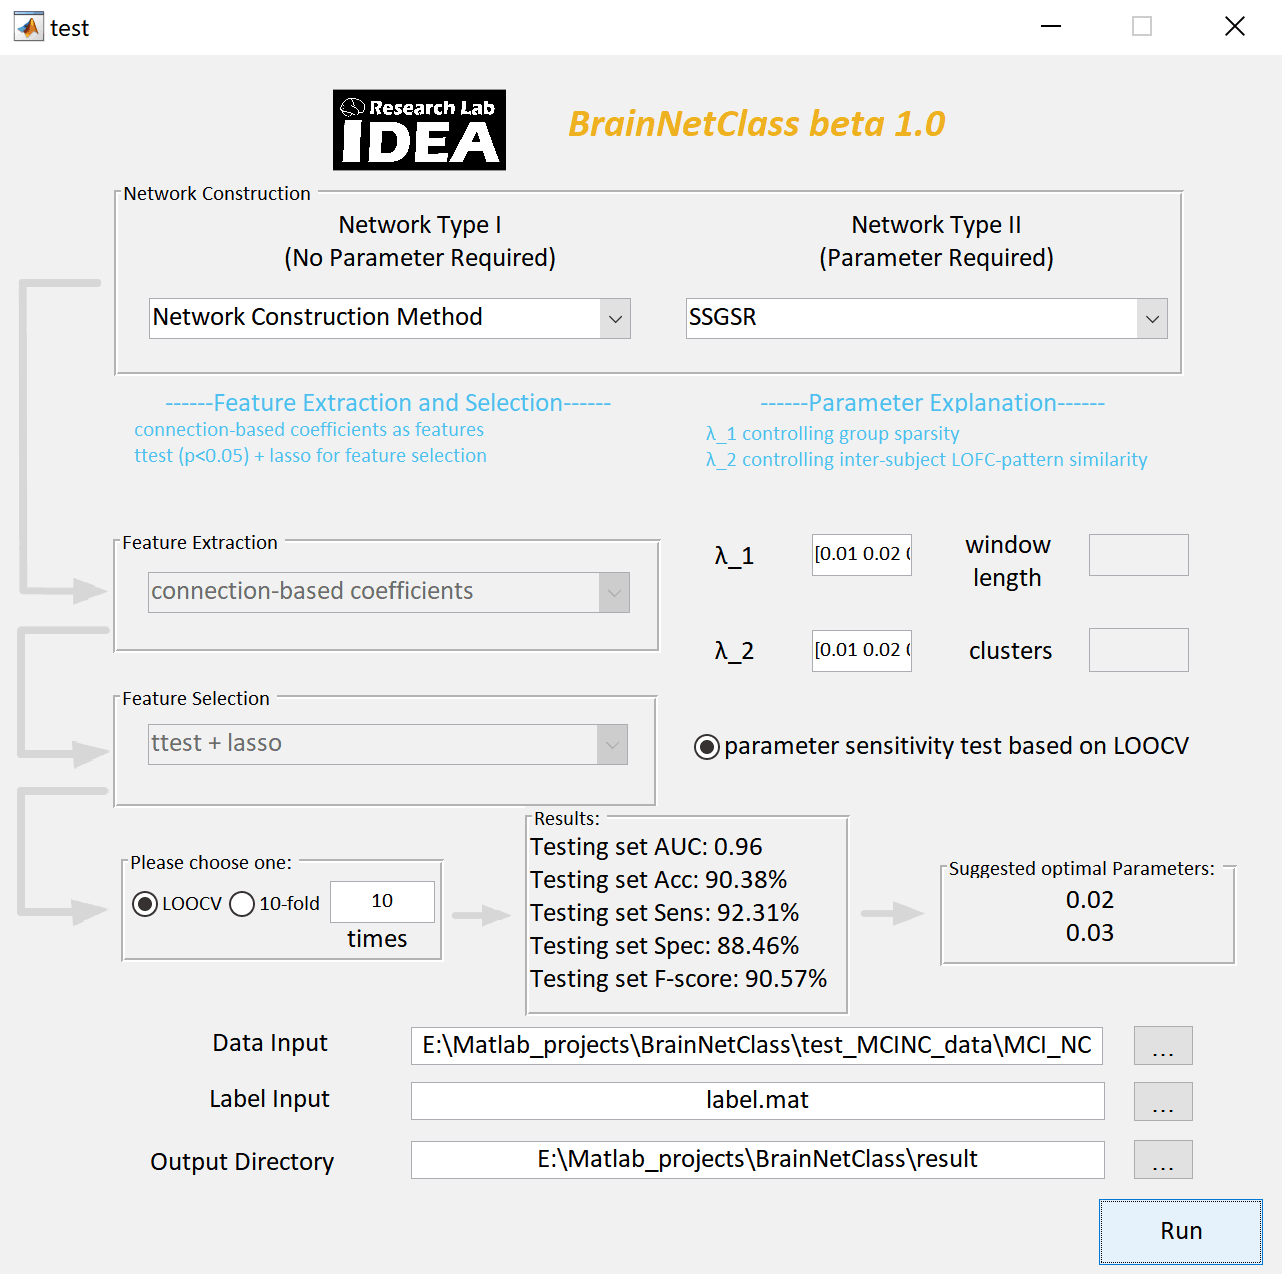 test
Research Lab
IDEA
BrainNetClass beta 1.0
Network Construction
Network Type I
(No Parameter Required)
Network Type II
(Parameter Required)
Network Construction Method
SSGSR
------Feature Extraction and Selection------
connection-based coefficients as features
ttest (p<0.05) + lasso for feature selection
------Parameter Explanation------
λ_1 controlling group sparsity
λ_2 controlling inter-subject LOFC-pattern similarity
Feature Extraction
connection-based coefficients
λ_1
[0.01 0.02
window
length
λ_2
[0.01 0.02
clusters
Feature Selection
ttest + lasso
parameter sensitivity test based on LOOCV
Please choose one:
LOOCV
10-fold
10
times
Results:
Testing set AUC: 0.96
Testing set Acc: 90.38%
Testing set Sens: 92.31%
Testing set Spec: 88.46%
Testing set F-score: 90.57%
Suggested optimal Parameters:
0.02
0.03
Data Input
E:\Matlab_projects\BrainNetClass\test_MCINC_data\MCI_NC
...
Label Input
label.mat
...
Output Directory
E:\Matlab_projects\BrainNetClass\result
...
Run